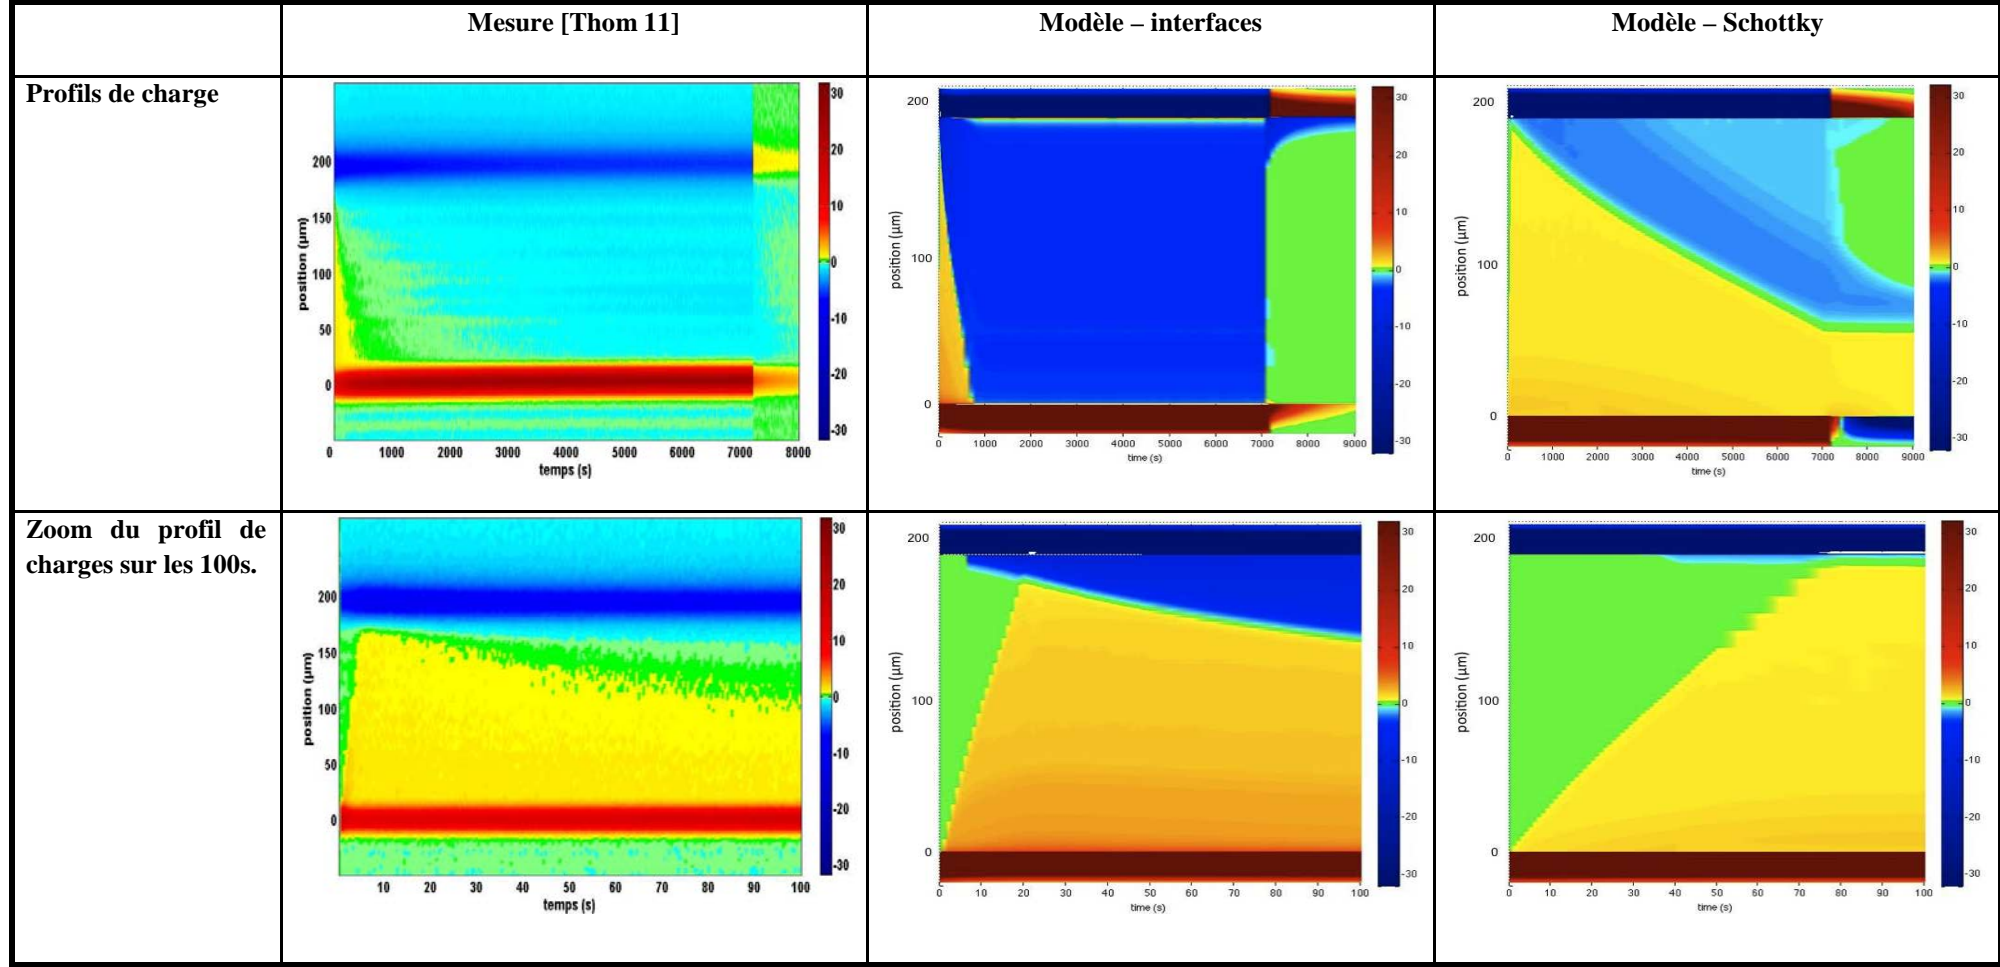 Mesure [Thom 11]
Modèle – interfaces
Modèle – Schottky
Profils de charge
position (µm)
200
150
100
50
0
0 1000 2000 3000 4000 5000 6000 7000 8000
temps (s)
30
20
10
0
-10
-20
-30
position (µm)
200
100
0
0 1000 2000 3000 4000 5000 6000 7000 8000 9000
time (s)
30
20
10
0
-10
-20
-30
position (µm)
200
100
0
0 1000 2000 3000 4000 5000 6000 7000 8000 9000
time (s)
30
20
10
0
-10
-20
-30
Zoom du profil de
charges sur les 100s.
position (µm)
200
150
100
50
0
10 20 30 40 50 60 70 80 90 100
temps (s)
30
20
10
0
-10
-20
-30
position (µm)
200
100
0
0 10 20 30 40 50 60 70 80 90 100
time (s)
30
20
10
0
-10
-20
-30
position (µm)
200
100
0
0 10 20 30 40 50 60 70 80 90 100
time (s)
30
20
10
0
-10
-20
-30